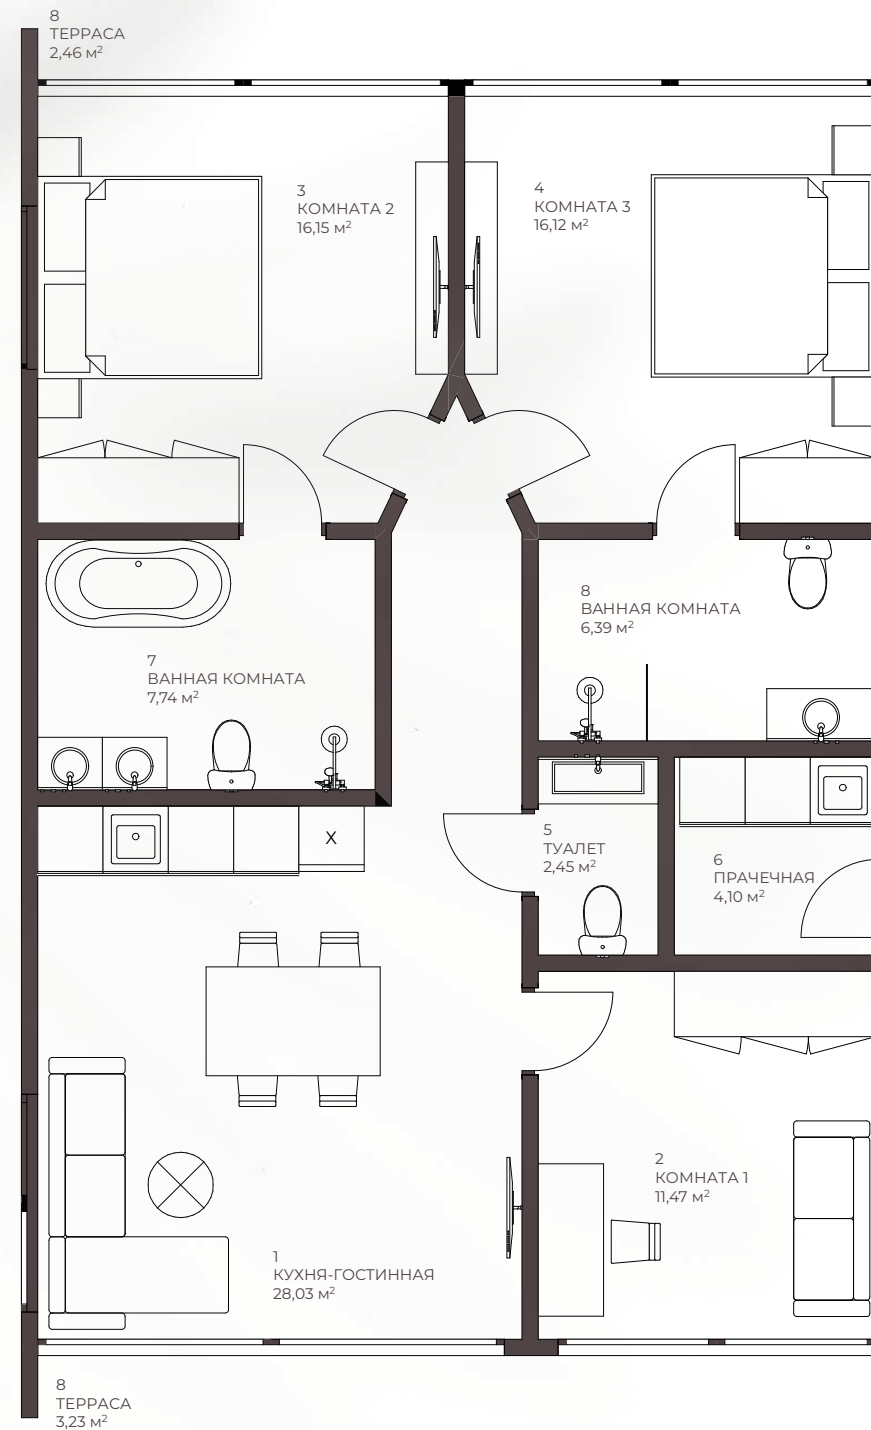 8
ТЕРРАСА
2,46 м²
3
КОМНАТА 2
16,15 м²
4
КОМНАТА 3
16,12 м²
8
ВАННАЯ КОМНАТА
6,39 м²
7
ВАННАЯ КОМНАТА
7,74 м²
X
5
ТУАЛЕТ
2,45 м²
6
ПРАЧЕЧНАЯ
4,10 м²
2
КОМНАТА 1
11,47 м²
1
КУХНЯ-ГОСТИННАЯ
28,03 м²
8
ТЕРРАСА
3,23 м²